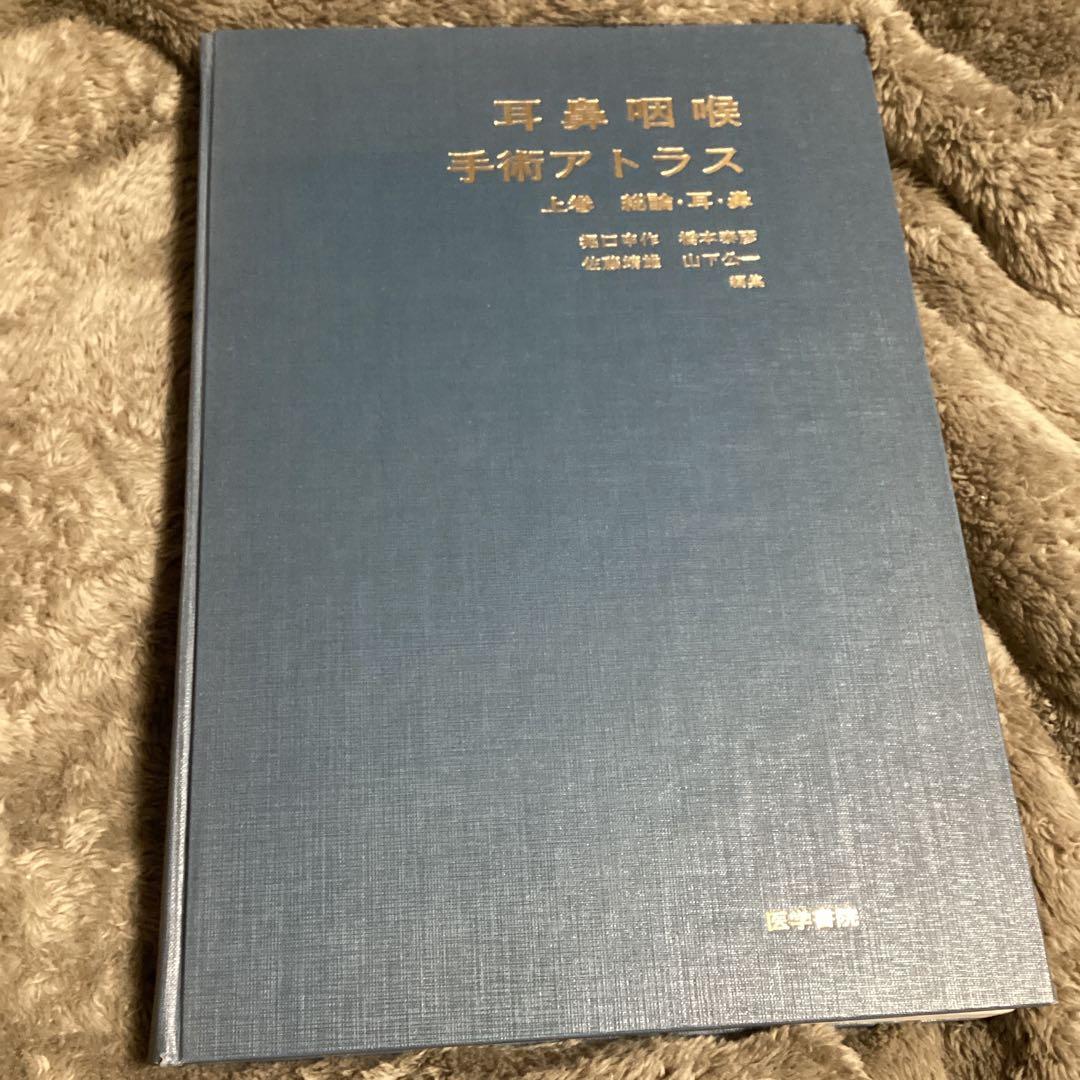 耳鼻咽喉
手術アトラス
上巻 総論・耳・鼻
堀口申作 橋本泰彦
佐藤靖雄 山下公一
編集
医学書院